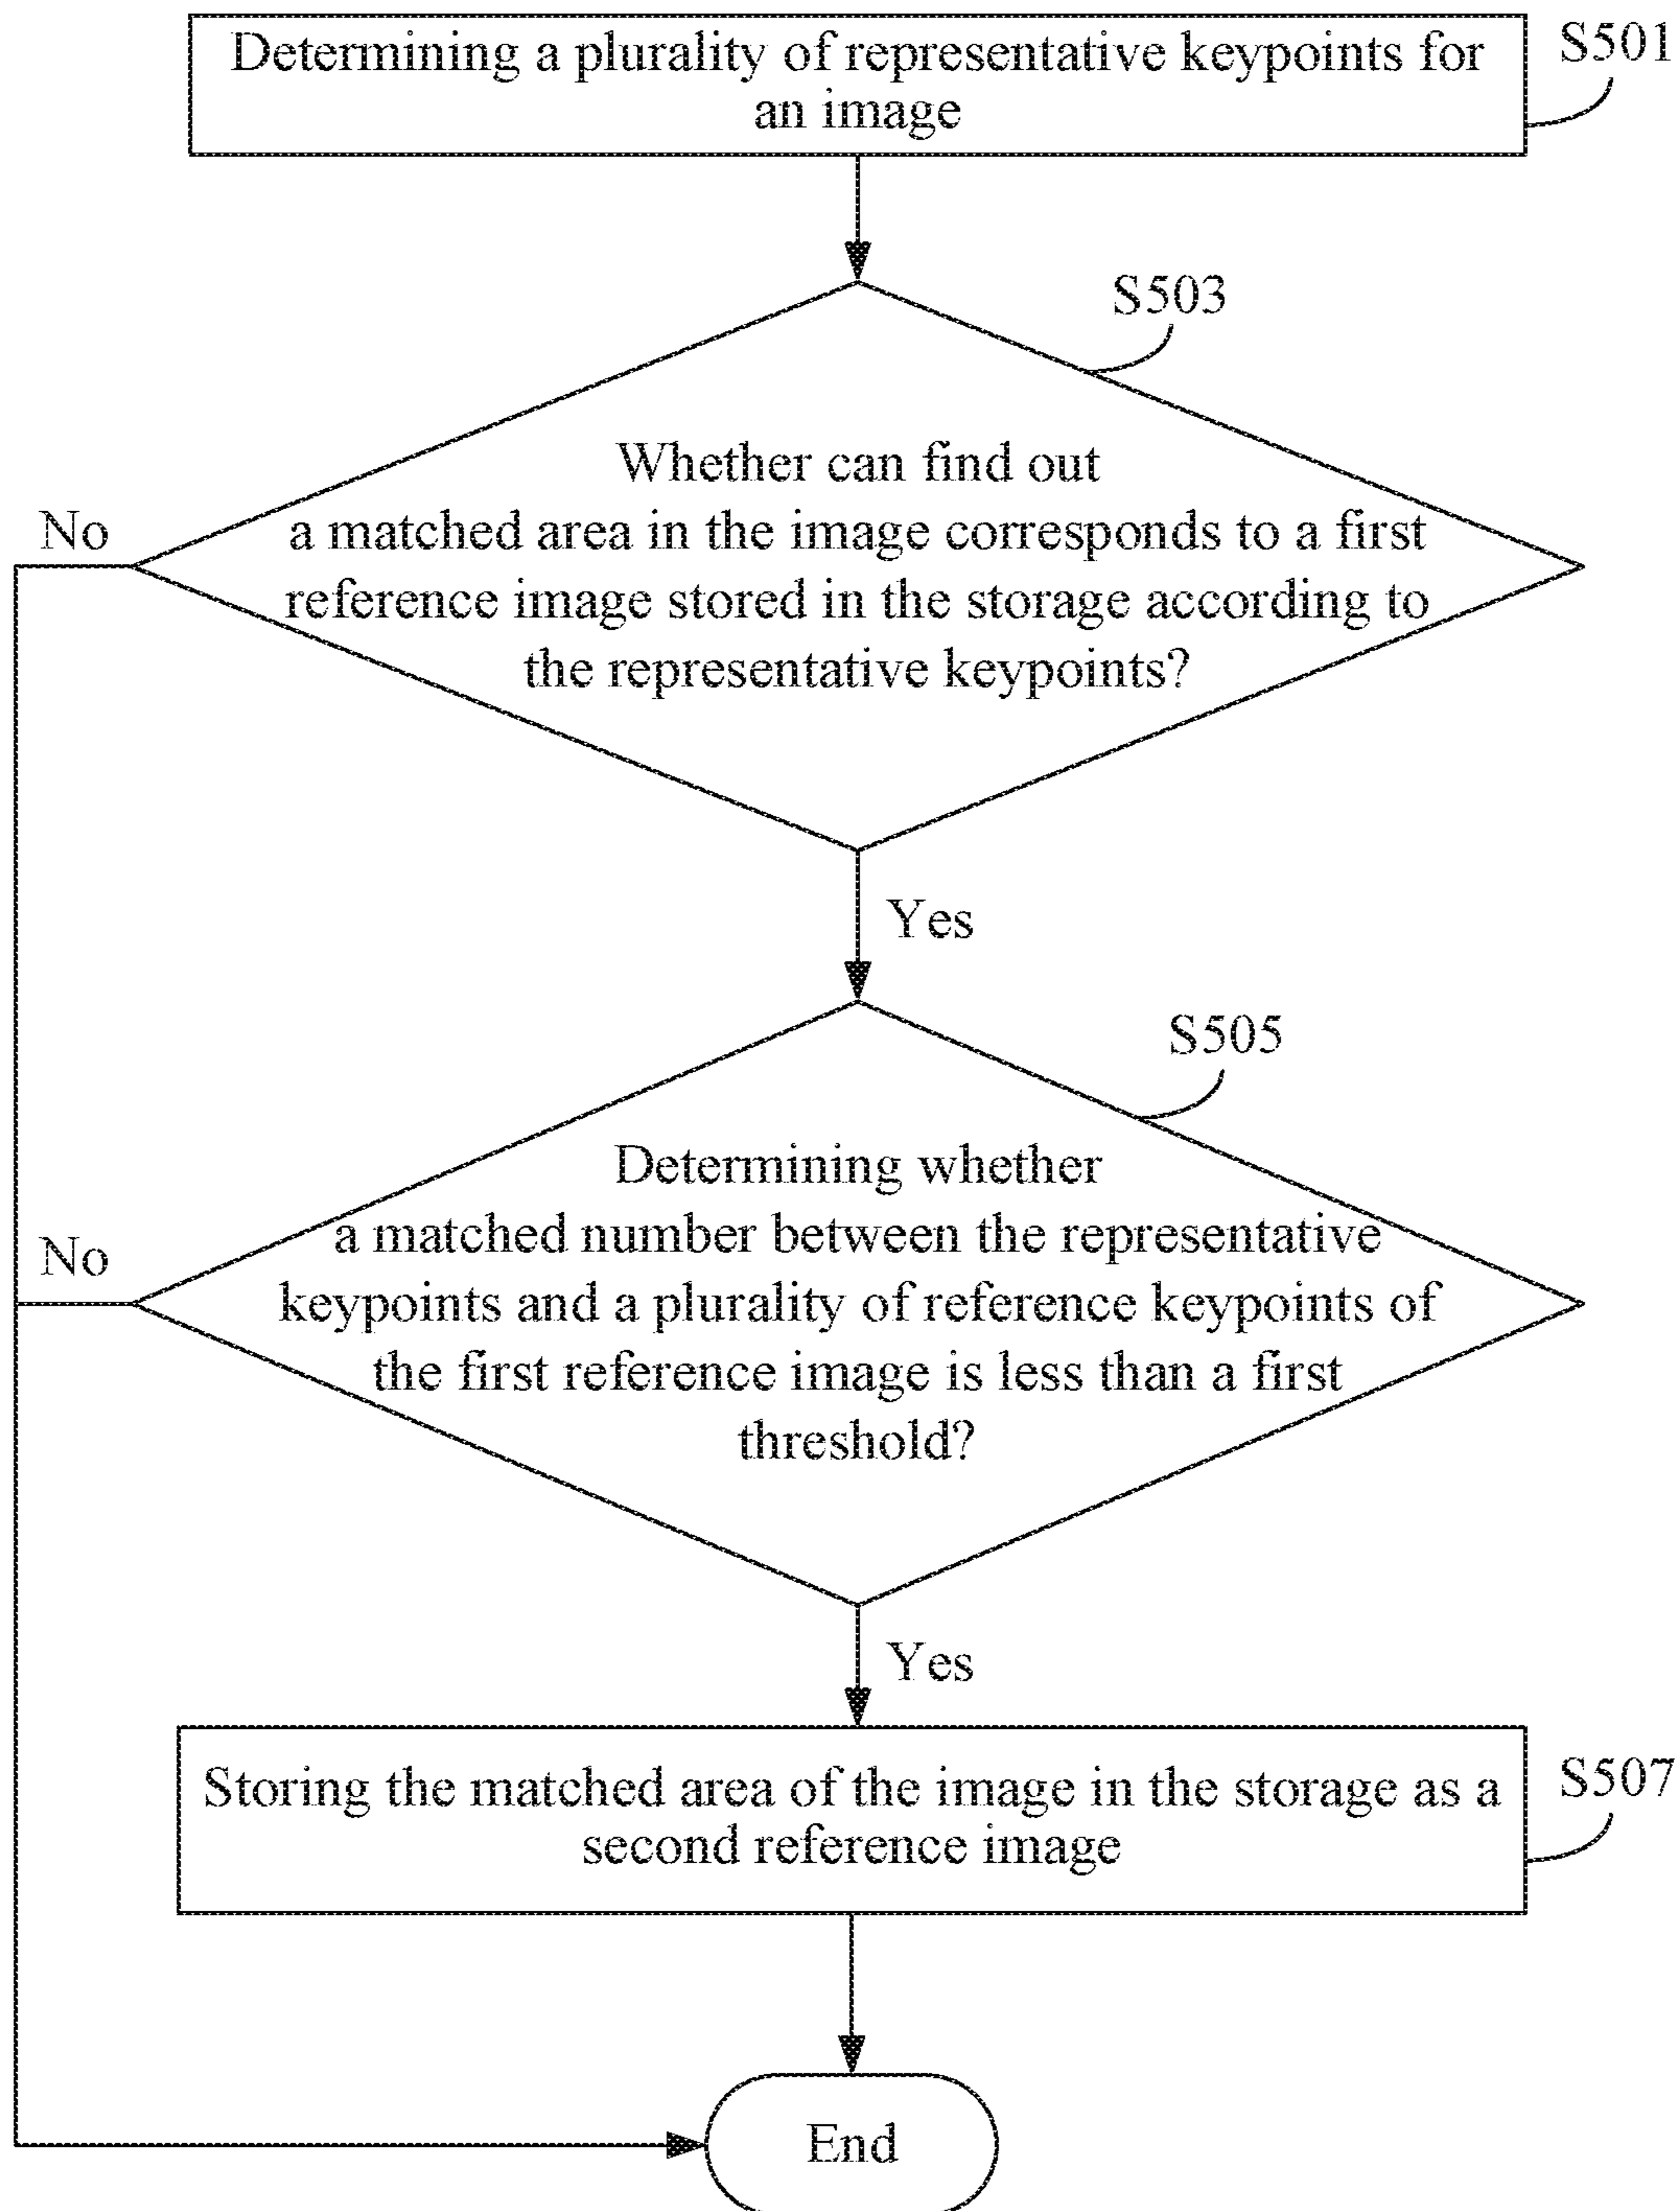 Determining a plurality of representative keypoints for
an image
S501
S503
Whether can find out
a matched area in the image corresponds to a first
reference image stored in the storage according to
the representative keypoints?
No
Yes
S505
Determining whether
a matched number between the representative
keypoints and a plurality of reference keypoints of
the first reference image is less than a first
threshold?
No
Yes
Storing the matched area of the image in the storage as a
second reference image
S507
End